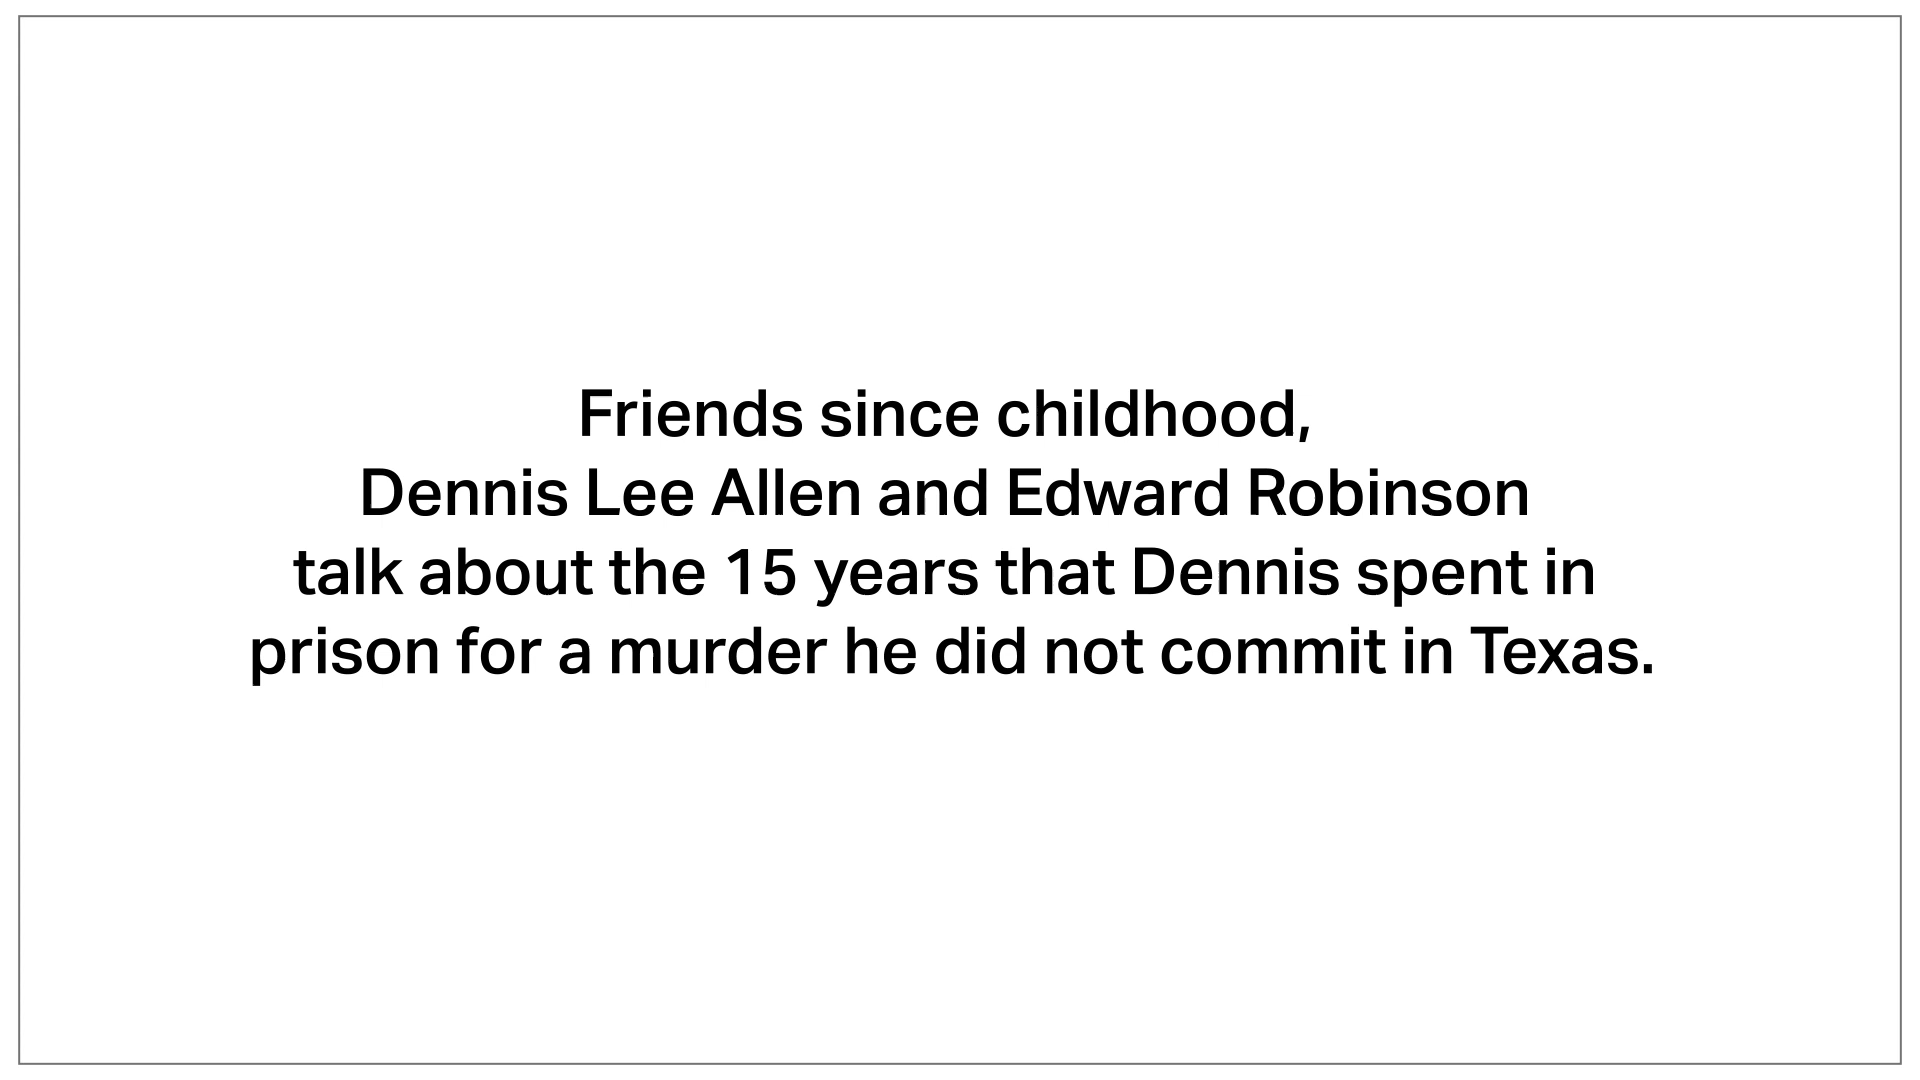 Friends since childhood,
Dennis Lee Allen and Edward Robinson
talk about the 15 years that Dennis spent in
prison for a murder he did not commit in Texas.